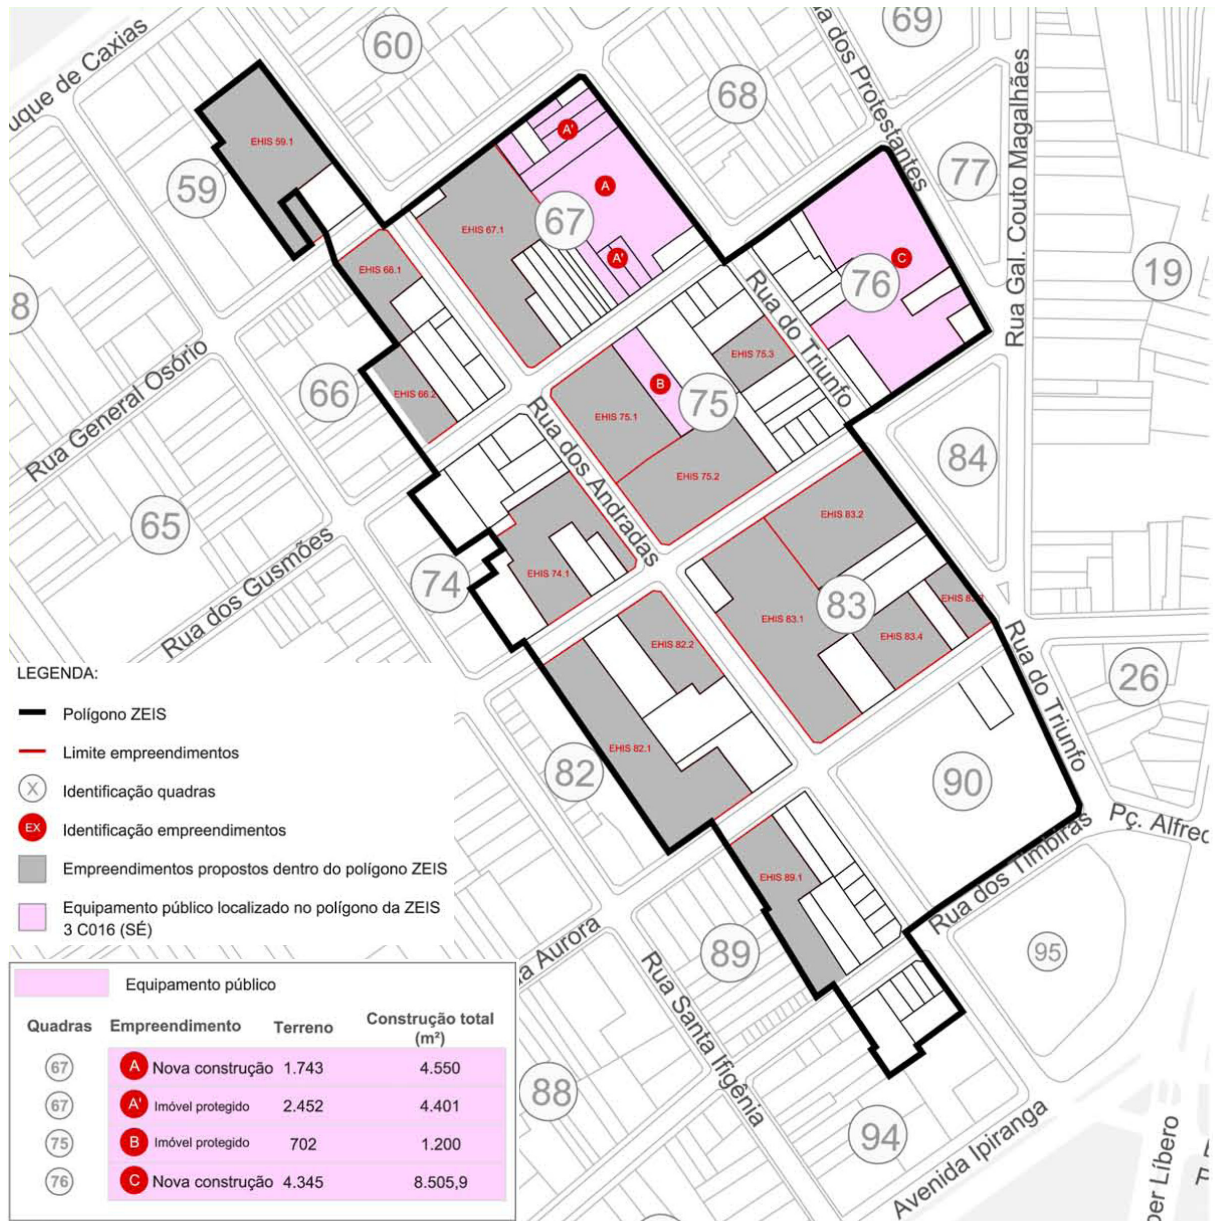 uque de Caxias
60
69
a dos Protestantes
68
Rua Gal. Couto Magalhães
A'
EHIS 59.1
59
77
A
67
EHIS 67.1
C
A'
76
19
EHIS 66.1
8
Rua do Triunfo
EHIS 75.3
B
75
66
EHIS 66.2
EHIS 75.1
Rua General Osório
Rua dos Andradas
84
EHIS 75.2
65
EHIS 83.2
Rua dos Gusmões
74
EHIS 74.1
83
EHIS 83.1
EHIS 83.4
EHIS 82.2
Rua do Triunfo
26
LEGENDA:
Polígono ZEIS
Limite empreendimentos
X
Identificação quadras
EX
Identificação empreendimentos
Empreendimentos propostos dentro do polígono ZEIS
Equipamento público localizado no polígono da ZEIS
3 C016 (SÉ)
EHIS 82.1
82
90
Pç. Alfred
Rua dos Timbiras
EHIS 89.1
89
95
a Aurora
Rua Santa Ifigênia
88
94
Avenida Ipiranga
per Líbero
Equipamento público
Quadras Empreendimento Terreno Construção total
(m²)
67 A Nova construção 1.743 4.550
67 A' Imóvel protegido 2.452 4.401
75 B Imóvel protegido 702 1.200
76 C Nova construção 4.345 8.505,9